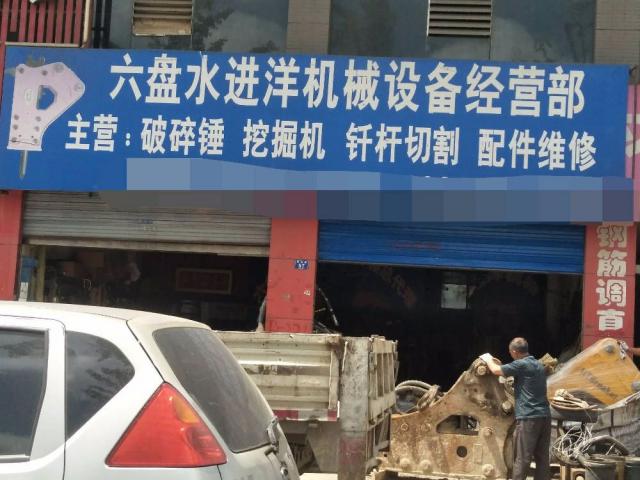 六盘水进洋机械设备经营部
主营：破碎锤 挖掘机 钎杆切割 配件维修
钢筋调直
57